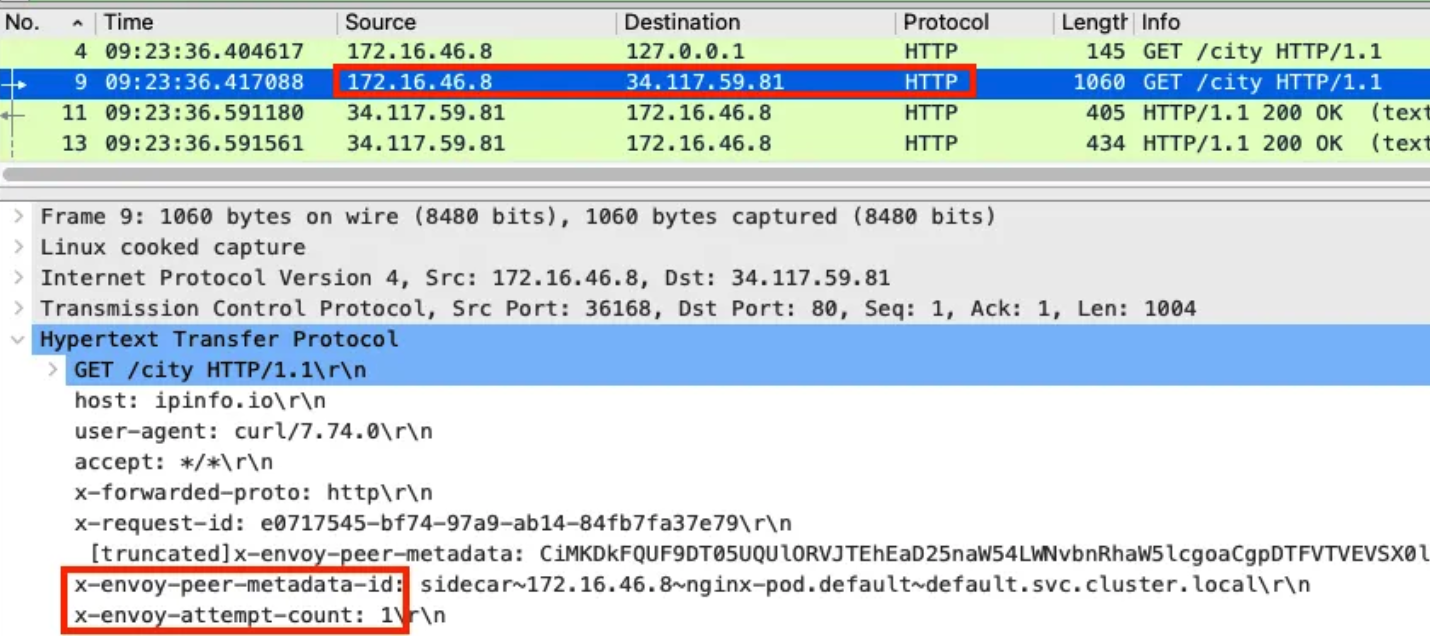 No. Time Source Destination Protocol Length Info
4 09:23:36.404617 172.16.46.8 127.0.0.1 HTTP 145 GET /city HTTP/1.1
9 09:23:36.417088 172.16.46.8 34.117.59.81 HTTP 1060 GET /city HTTP/1.1
11 09:23:36.591180 34.117.59.81 172.16.46.8 HTTP 405 HTTP/1.1 200 OK (text
13 09:23:36.591561 34.117.59.81 172.16.46.8 HTTP 434 HTTP/1.1 200 OK (text
Frame 9: 1060 bytes on wire (8480 bits), 1060 bytes captured (8480 bits)
Linux cooked capture
Internet Protocol Version 4, Src: 172.16.46.8, Dst: 34.117.59.81
Transmission Control Protocol, Src Port: 36168, Dst Port: 80, Seq: 1, Ack: 1, Len: 1004
Hypertext Transfer Protocol
GET /city HTTP/1.1\r\n
host: ipinfo.io\r\n
user-agent: curl/7.74.0\r\n
accept: */*\r\n
x-forwarded-proto: http\r\n
x-request-id: e0717545-bf74-97a9-ab14-84fb7fa37e79\r\n
[truncated]x-envoy-peer-metadata: CiMKDkFQUF9DT05UQUlORVJTEhEaD25naW54LWNvbnRhaW5lcgoaCgpDTFVTVEVSX0l
x-envoy-peer-metadata-id: sidecar~172.16.46.8~nginx-pod.default~default.svc.cluster.local\r\n
x-envoy-attempt-count: 1\r\n